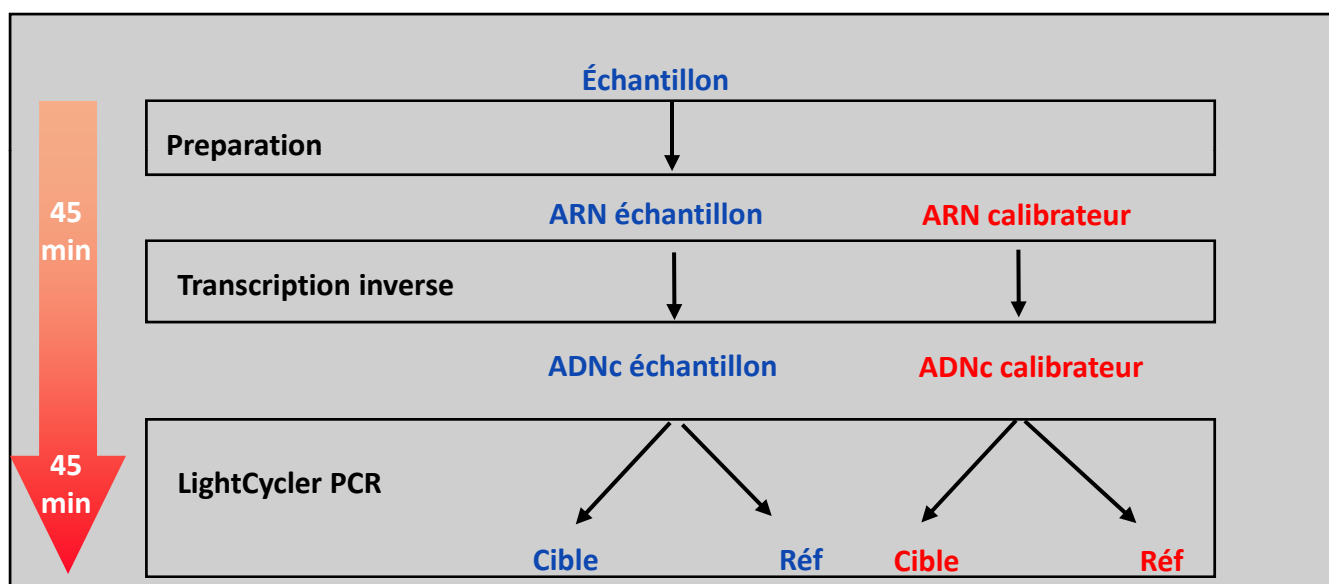 Échantillon
Preparation
45
min
ARN échantillon
ARN calibrateur
Transcription inverse
ADNc échantillon
ADNc calibrateur
45
min
LightCycler PCR
Cible
Réf
Cible
Réf